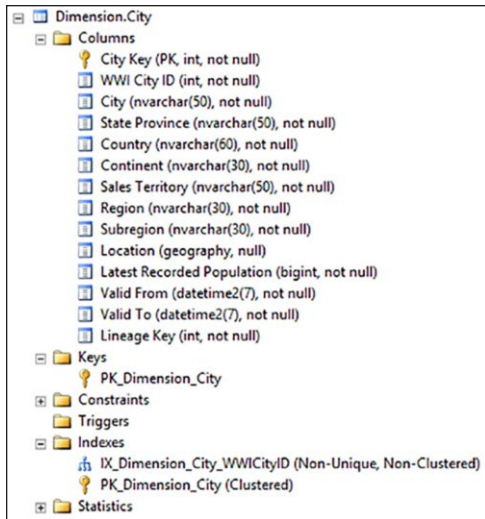 Dimension.City
Columns
City Key (PK, int, not null)
WWI City ID (int, not null)
City (nvarchar(50), not null)
State Province (nvarchar(50), not null)
Country (nvarchar(60), not null)
Continent (nvarchar(30), not null)
Sales Territory (nvarchar(50), not null)
Region (nvarchar(30), not null)
Subregion (nvarchar(30), not null)
Location (geography, null)
Latest Recorded Population (bigint, not null)
Valid From (datetime2(7), not null)
Valid To (datetime2(7), not null)
Lineage Key (int, not null)
Keys
PK_Dimension_City
Constraints
Triggers
Indexes
IX_Dimension_City_WWICityID (Non-Unique, Non-Clustered)
PK_Dimension_City (Clustered)
Statistics